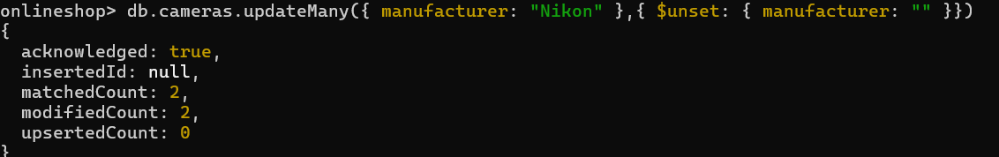 onlineshop> db.cameras.updateMany({ manufacturer: "Nikon" },{ $unset: { manufacturer: "" }})
{
  acknowledged: true,
  insertedId: null,
  matchedCount: 2,
  modifiedCount: 2,
  upsertedCount: 0
}